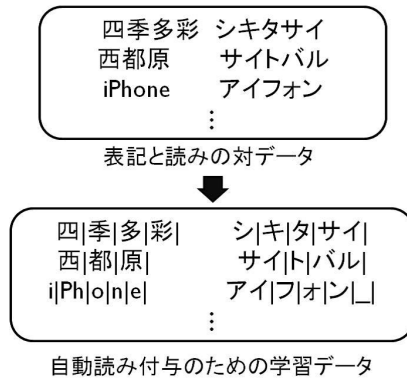 四季多彩 シキタサイ
西都原 サイトバル
iPhone アイフォン
⋮
表記と読みの対データ
四|季|多|彩| シ|キ|タ|サイ|
西|都|原| サイ|ト|バル|
i|Ph|o|n|e| アイ|フ|ォ|ン|_|
⋮
自動読み付与のための学習データ